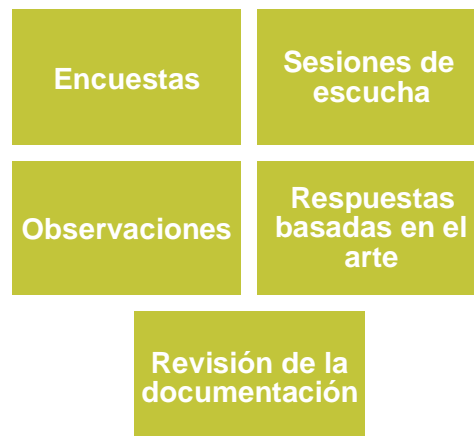 Encuestas
Sesiones de
escucha
Observaciones
Respuestas
basadas en el
arte
Revisión de la
documentación